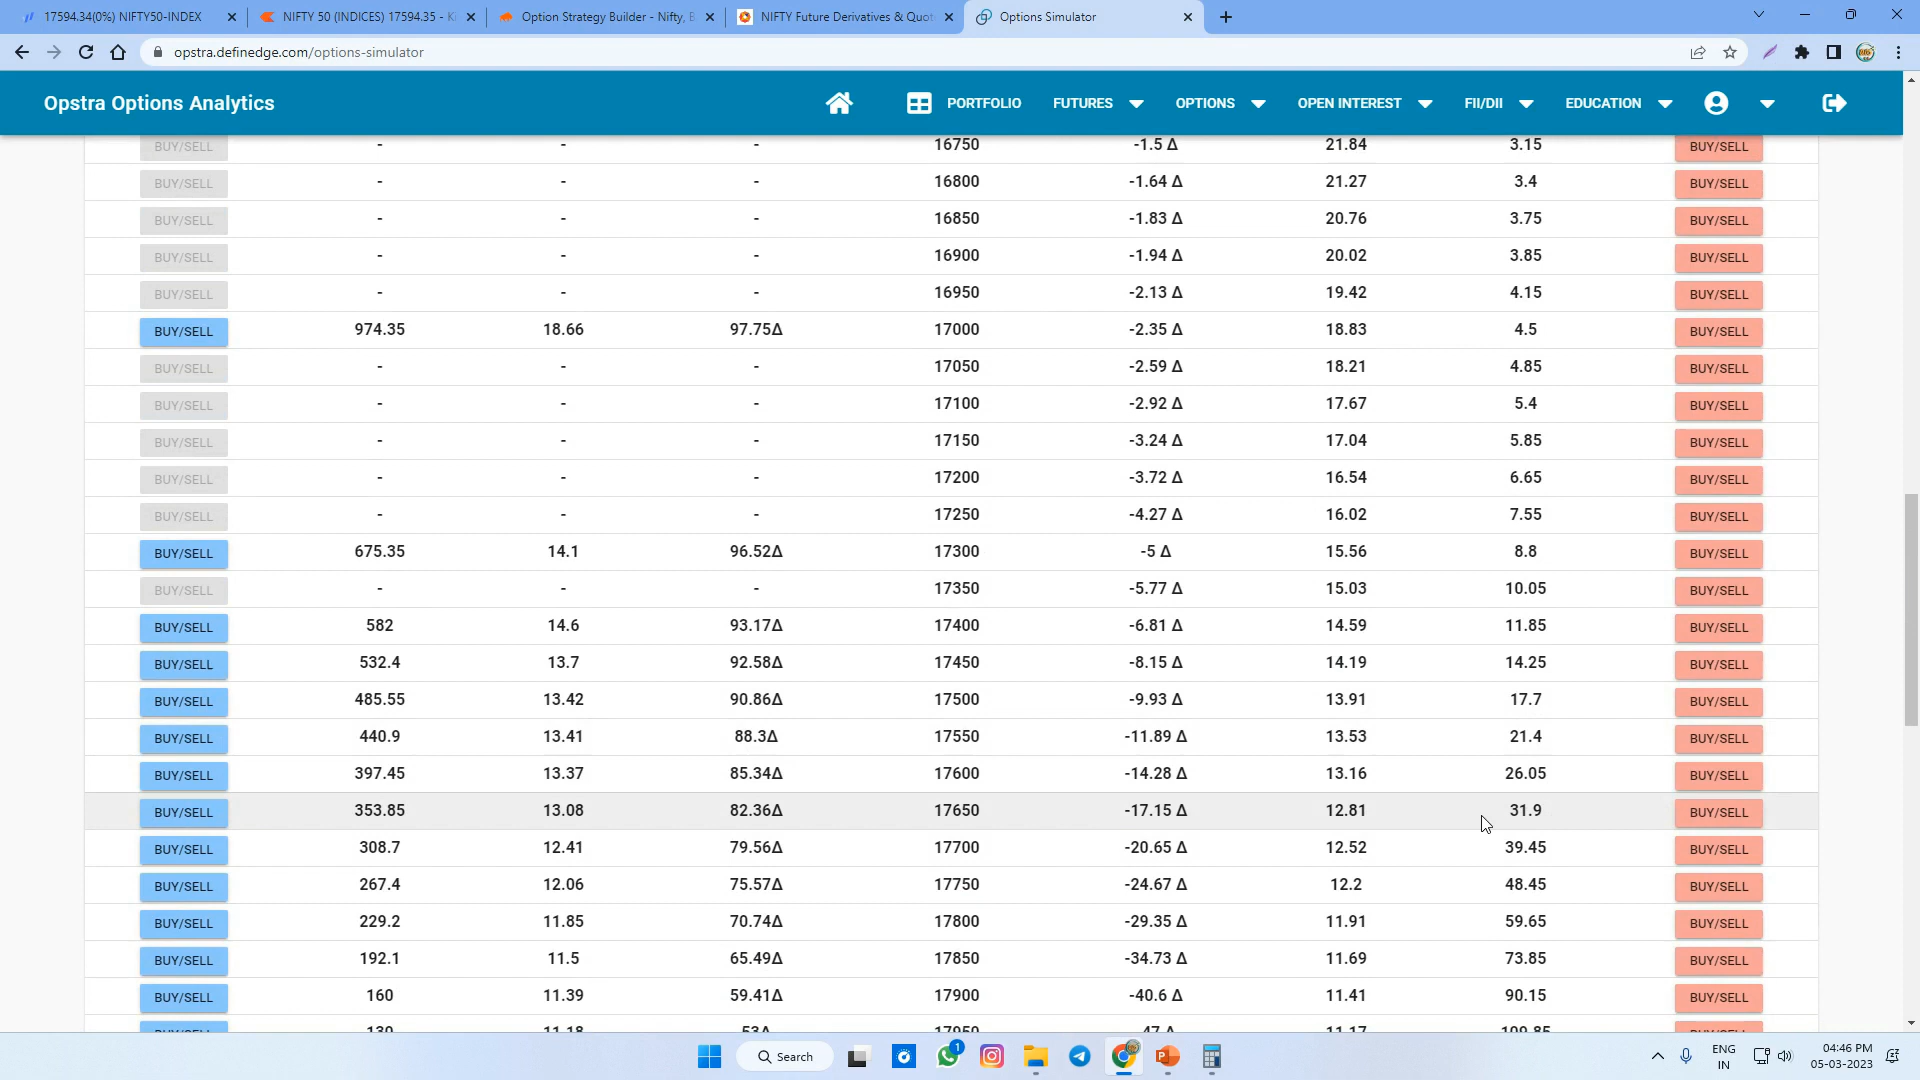 17594.34(0%) NIFTY50-INDEX NIFTY 50 (INDICES) 17594.35 - Ki Option Strategy Builder - Nifty, B NIFTY Future Derivatives & Quot Options Simulator
opstra.definedge.com/options-simulator
Opstra Options Analytics PORTFOLIO FUTURES OPTIONS OPEN INTEREST FII/DII EDUCATION
BUY/SELL - - - 16750 -1.5 Δ 21.84 3.15 BUY/SELL
BUY/SELL - - - 16800 -1.64 Δ 21.27 3.4 BUY/SELL
BUY/SELL - - - 16850 -1.83 Δ 20.76 3.75 BUY/SELL
BUY/SELL - - - 16900 -1.94 Δ 20.02 3.85 BUY/SELL
BUY/SELL - - - 16950 -2.13 Δ 19.42 4.15 BUY/SELL
BUY/SELL 974.35 18.66 97.75Δ 17000 -2.35 Δ 18.83 4.5 BUY/SELL
BUY/SELL - - - 17050 -2.59 Δ 18.21 4.85 BUY/SELL
BUY/SELL - - - 17100 -2.92 Δ 17.67 5.4 BUY/SELL
BUY/SELL - - - 17150 -3.24 Δ 17.04 5.85 BUY/SELL
BUY/SELL - - - 17200 -3.72 Δ 16.54 6.65 BUY/SELL
BUY/SELL - - - 17250 -4.27 Δ 16.02 7.55 BUY/SELL
BUY/SELL 675.35 14.1 96.52Δ 17300 -5 Δ 15.56 8.8 BUY/SELL
BUY/SELL - - - 17350 -5.77 Δ 15.03 10.05 BUY/SELL
BUY/SELL 582 14.6 93.17Δ 17400 -6.81 Δ 14.59 11.85 BUY/SELL
BUY/SELL 532.4 13.7 92.58Δ 17450 -8.15 Δ 14.19 14.25 BUY/SELL
BUY/SELL 485.55 13.42 90.86Δ 17500 -9.93 Δ 13.91 17.7 BUY/SELL
BUY/SELL 440.9 13.41 88.3Δ 17550 -11.89 Δ 13.53 21.4 BUY/SELL
BUY/SELL 397.45 13.37 85.34Δ 17600 -14.28 Δ 13.16 26.05 BUY/SELL
BUY/SELL 353.85 13.08 82.36Δ 17650 -17.15 Δ 12.81 31.9 BUY/SELL
BUY/SELL 308.7 12.41 79.56Δ 17700 -20.65 Δ 12.52 39.45 BUY/SELL
BUY/SELL 267.4 12.06 75.57Δ 17750 -24.67 Δ 12.2 48.45 BUY/SELL
BUY/SELL 229.2 11.85 70.74Δ 17800 -29.35 Δ 11.91 59.65 BUY/SELL
BUY/SELL 192.1 11.5 65.49Δ 17850 -34.73 Δ 11.69 73.85 BUY/SELL
BUY/SELL 160 11.39 59.41Δ 17900 -40.6 Δ 11.41 90.15 BUY/SELL
130 11.18 53Δ 17950 -47 Δ 11.17 109.85
Search 1 ENG 04:46 PM
IN 05-03-2023